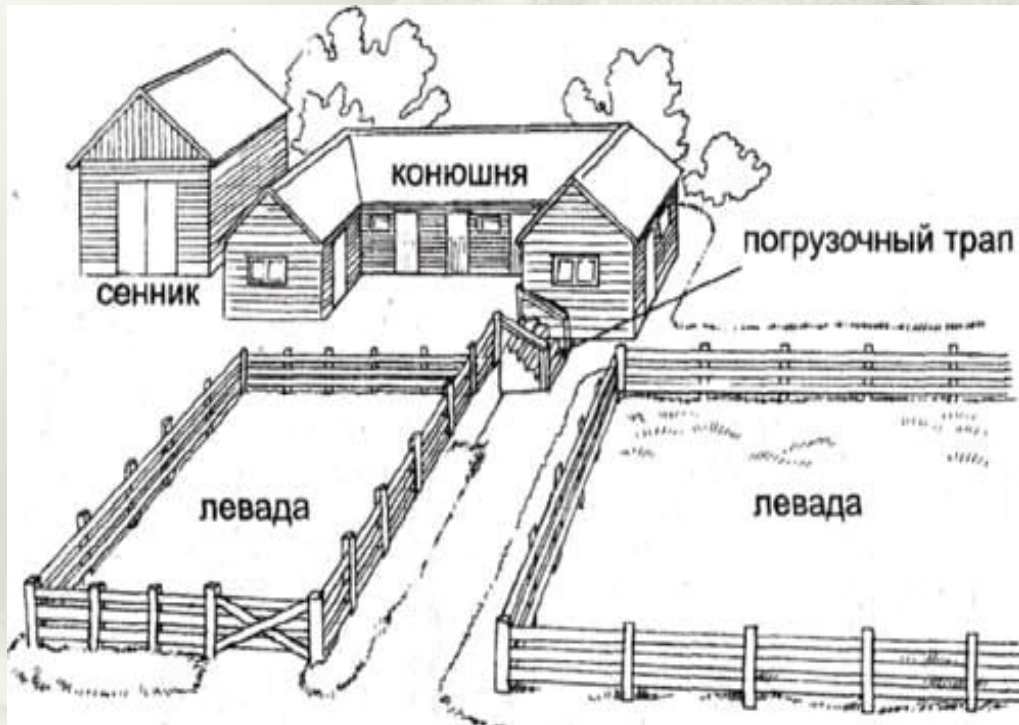 конюшня
погрузочный трап
сенник
левада
левада